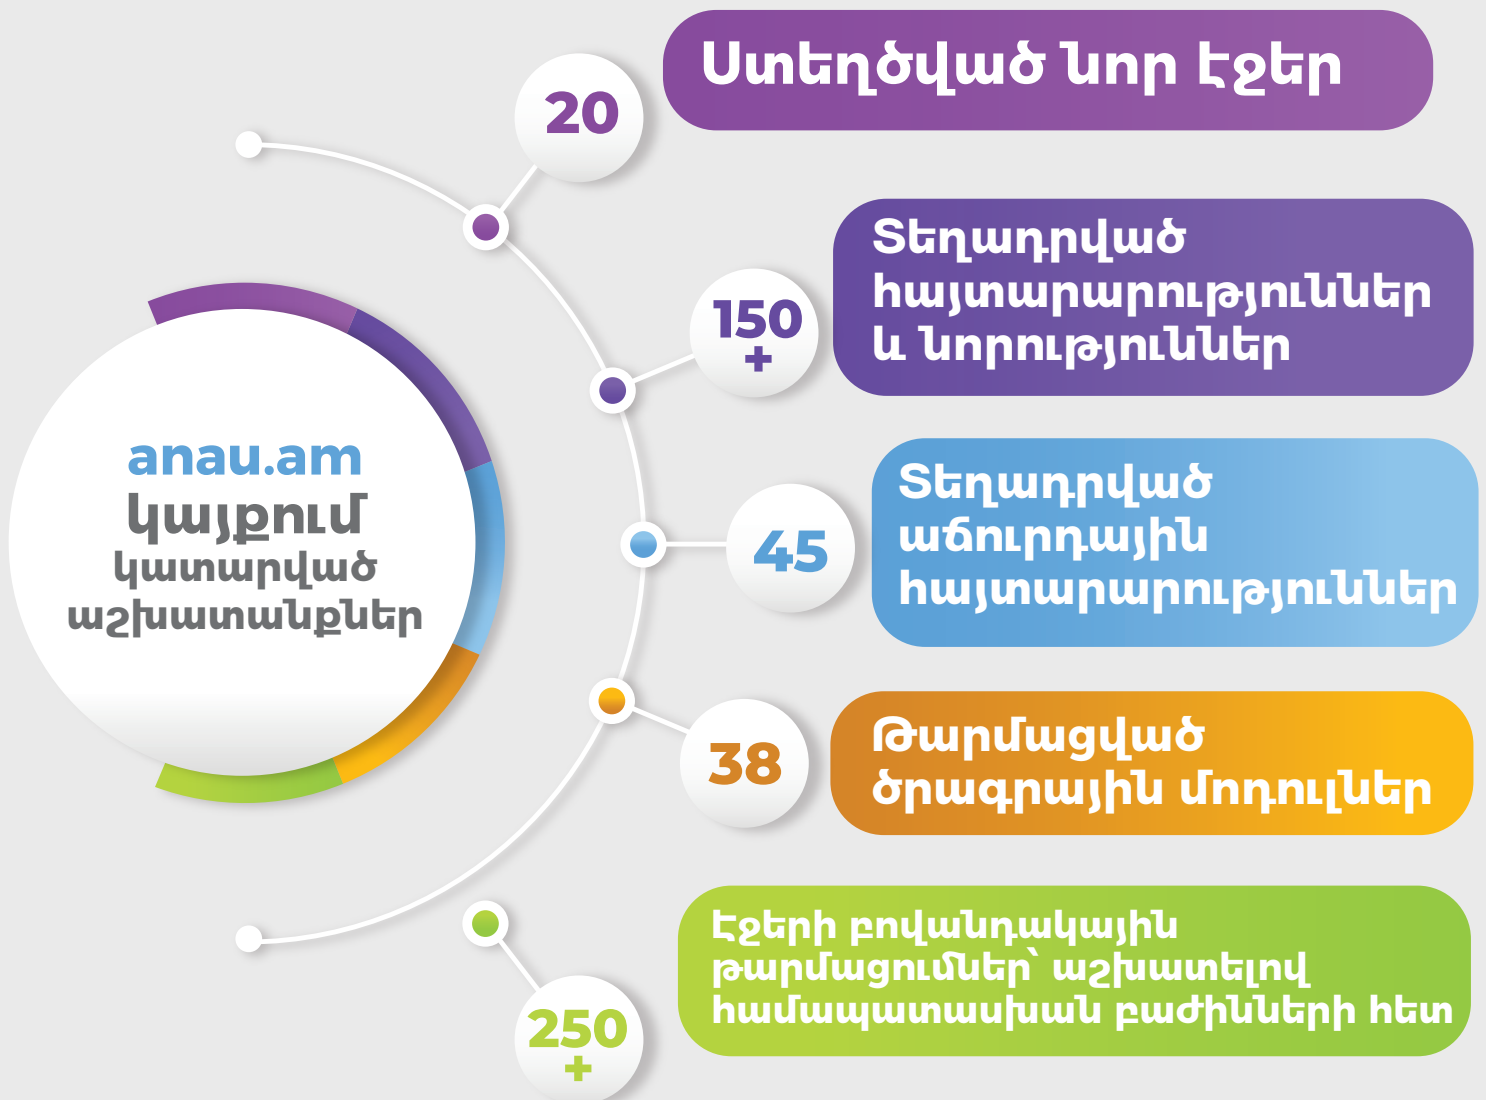 20
Ստեղծված նոր էջեր
150
+
Տեղադրված
հայտարարություններ
և նորություններ
anau.am
կայքում
կատարված
աշխատանքներ
45
Տեղադրված
աճուրդային
հայտարարություններ
38
Թարմացված
ծրագրային մոդուլներ
250
+
Էջերի բովանդակային
թարմացումներ՝ աշխատելով
համապատասխան բաժինների հետ